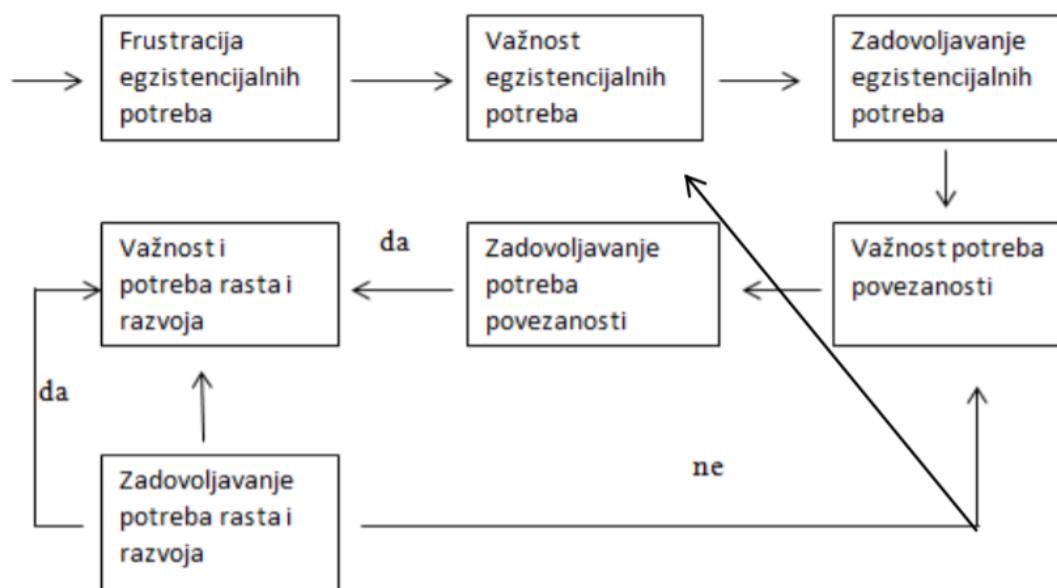 Frustracija
egzistencijalnih
potreba
Važnost
egzistencijalnih
potreba
Zadovoljavanje
egzistencijalnih
potreba
Važnost i
potreba rasta i
razvoja
da
Zadovoljavanje
potreba
povezanosti
Važnost potreba
povezanosti
da
Zadovoljavanje
potreba rasta i
razvoja
ne